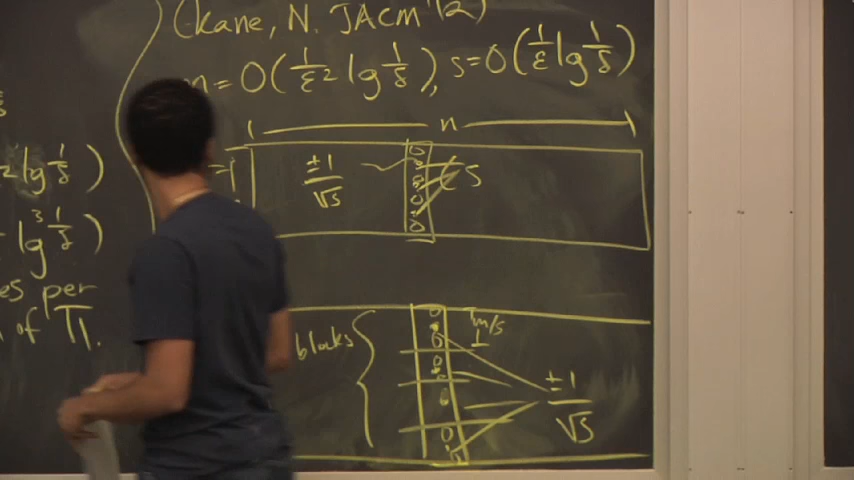 (Kane, N. JACM '12)
= O(1/ε² lg 1/δ), s = O(1/ε lg 1/δ)
n
± 1/√s
s
lg 1/δ)
lg³ 1/δ)
es per
of Π.
blocks
m/s
± 1/√s